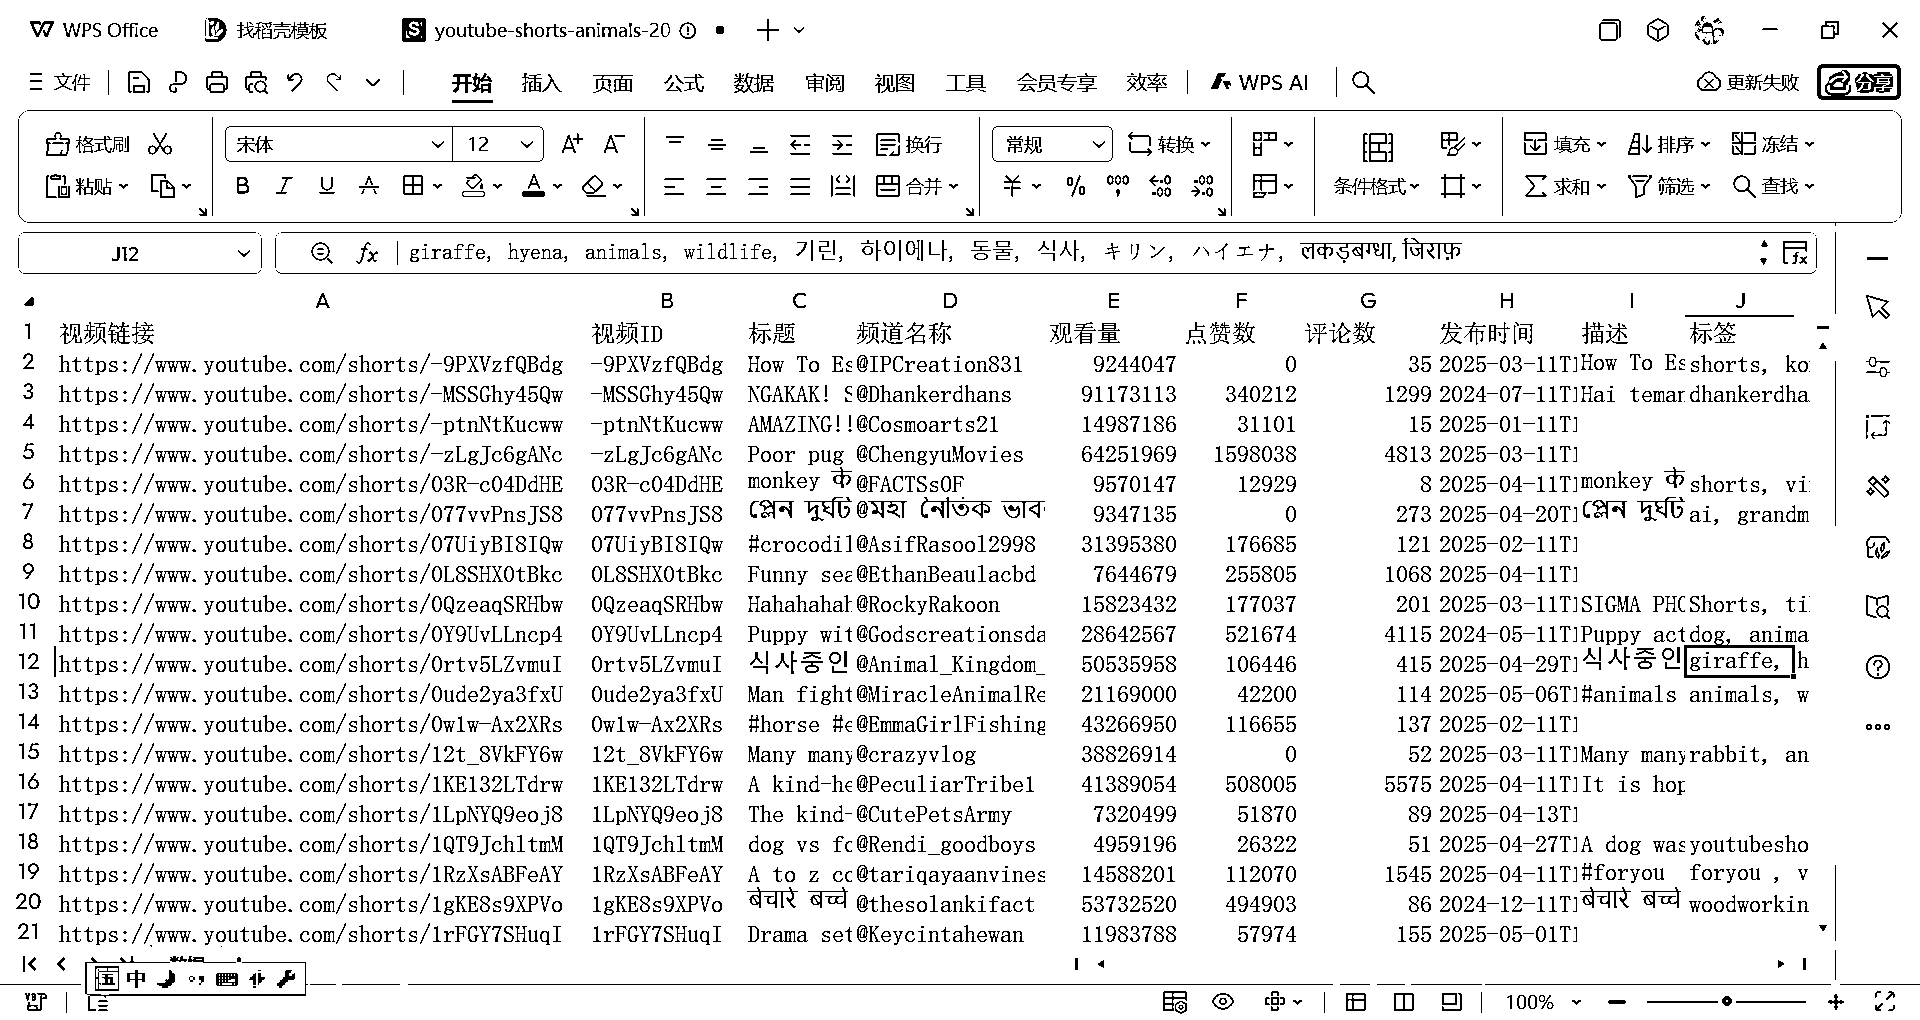 WPS Office 找稻壳模板 youtube-shorts-animals-20
文件 开始 插入 页面 公式 数据 审阅 视图 工具 会员专享 效率 WPS AI 更新失败 分享
格式刷 宋体 12 A+ A- 换行 常规 转换 填充 排序 冻结
粘贴 B I U A 合并 条件格式 求和 筛选 查找
J12 fx giraffe, hyena, animals, wildlife, 기린, 하이에나, 동물, 식사, キリン, ハイエナ, लकड़बग्धा, जिराफ़
A B C D E F G H I J
1 视频链接 视频ID 标题 频道名称 观看量 点赞数 评论数 发布时间 描述 标签
2 https://www.youtube.com/shorts/-9PXVzfQBdg -9PXVzfQBdg How To Es @IPCreation831 9244047 0 35 2025-03-11T1 How To Es shorts, ko
3 https://www.youtube.com/shorts/-MSSGhy45Qw -MSSGhy45Qw NGAKAK! S @Dhankerdhans 91173113 340212 1299 2024-07-11T1 Hai teman dhankerdha
4 https://www.youtube.com/shorts/-ptnNtKucww -ptnNtKucww AMAZING!! @Cosmoarts21 14987186 31101 15 2025-01-11T1
5 https://www.youtube.com/shorts/-zLgJc6gANc -zLgJc6gANc Poor pug @ChengyuMovies 64251969 1598038 4813 2025-03-11T1
6 https://www.youtube.com/shorts/03R-c04DdHE 03R-c04DdHE monkey के @FACTSsOF 9570147 12929 8 2025-04-11T1 monkey के shorts, vi
7 https://www.youtube.com/shorts/077vvPnsJS8 077vvPnsJS8 প্লেন দুর্ঘট @মহা নৈতিক ভাব 9347135 0 273 2025-04-20T1 প্লেন দুর্ঘট ai, grandm
8 https://www.youtube.com/shorts/07UiyBI8IQw 07UiyBI8IQw #crocodil @AsifRasool2998 31395380 176685 121 2025-02-11T1
9 https://www.youtube.com/shorts/0L8SHX0tBkc 0L8SHX0tBkc Funny sea @EthanBeaulacbd 7644679 255805 1068 2025-04-11T1
10 https://www.youtube.com/shorts/0QzeaqSRHbw 0QzeaqSRHbw Hahahahah @RockyRakoon 15823432 177037 201 2025-03-11T1 SIGMA PHO Shorts, ti
11 https://www.youtube.com/shorts/0Y9UvLLncp4 0Y9UvLLncp4 Puppy wit @Godscreationsda 28642567 521674 4115 2024-05-11T1 Puppy act dog, anima
12 https://www.youtube.com/shorts/0rtv5LZvmuI 0rtv5LZvmuI 식사중인 @Animal_Kingdom_ 50535958 106446 415 2025-04-29T1 식사중인 giraffe, h
13 https://www.youtube.com/shorts/0ude2ya3fxU 0ude2ya3fxU Man fight @MiracleAnimalRe 21169000 42200 114 2025-05-06T1 #animals animals, w
14 https://www.youtube.com/shorts/0w1w-Ax2XRs 0w1w-Ax2XRs #horse #e @EmmaGirlFishing 43266950 116655 137 2025-02-11T1
15 https://www.youtube.com/shorts/12t_8VkFY6w 12t_8VkFY6w Many many @crazyvlog 38826914 0 52 2025-03-11T1 Many many rabbit, an
16 https://www.youtube.com/shorts/1KE132LTdrw 1KE132LTdrw A kind-he @PeculiarTribe1 41389054 508005 5575 2025-04-11T1 It is hop
17 https://www.youtube.com/shorts/1LpNYQ9eoj8 1LpNYQ9eoj8 The kind- @CutePetsArmy 7320499 51870 89 2025-04-13T1
18 https://www.youtube.com/shorts/1QT9JchltmM 1QT9JchltmM dog vs fo @Rendi_goodboys 4959196 26322 51 2025-04-27T1 A dog was youtubesho
19 https://www.youtube.com/shorts/1RzXsABFeAY 1RzXsABFeAY A to z co @tariqayaanvines 14588201 112070 1545 2025-04-11T1 #foryou foryou , v
20 https://www.youtube.com/shorts/1gKE8s9XPVo 1gKE8s9XPVo बेचारे बच्चे @thesolankifact 53732520 494903 86 2024-12-11T1 बेचारे बच्चे woodworkin
21 https://www.youtube.com/shorts/1rFGY7SHuqI 1rFGY7SHuqI Drama set @Keycintahewan 11983788 57974 155 2025-05-01T1
五 中
100%